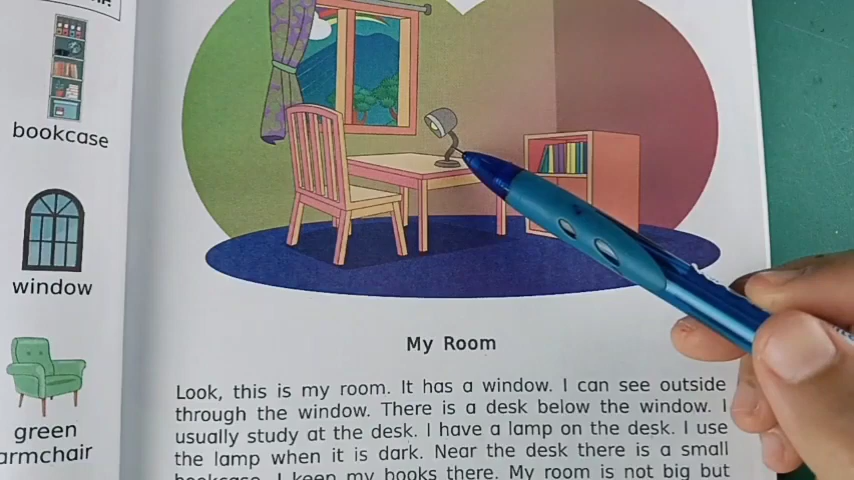 bookcase
window
green
armchair
My Room
Look, this is my room. It has a window. I can see outside
through the window. There is a desk below the window. I
usually study at the desk. I have a lamp on the desk. I use
the lamp when it is dark. Near the desk there is a small
bookcase. I keep my books there. My room is not big but